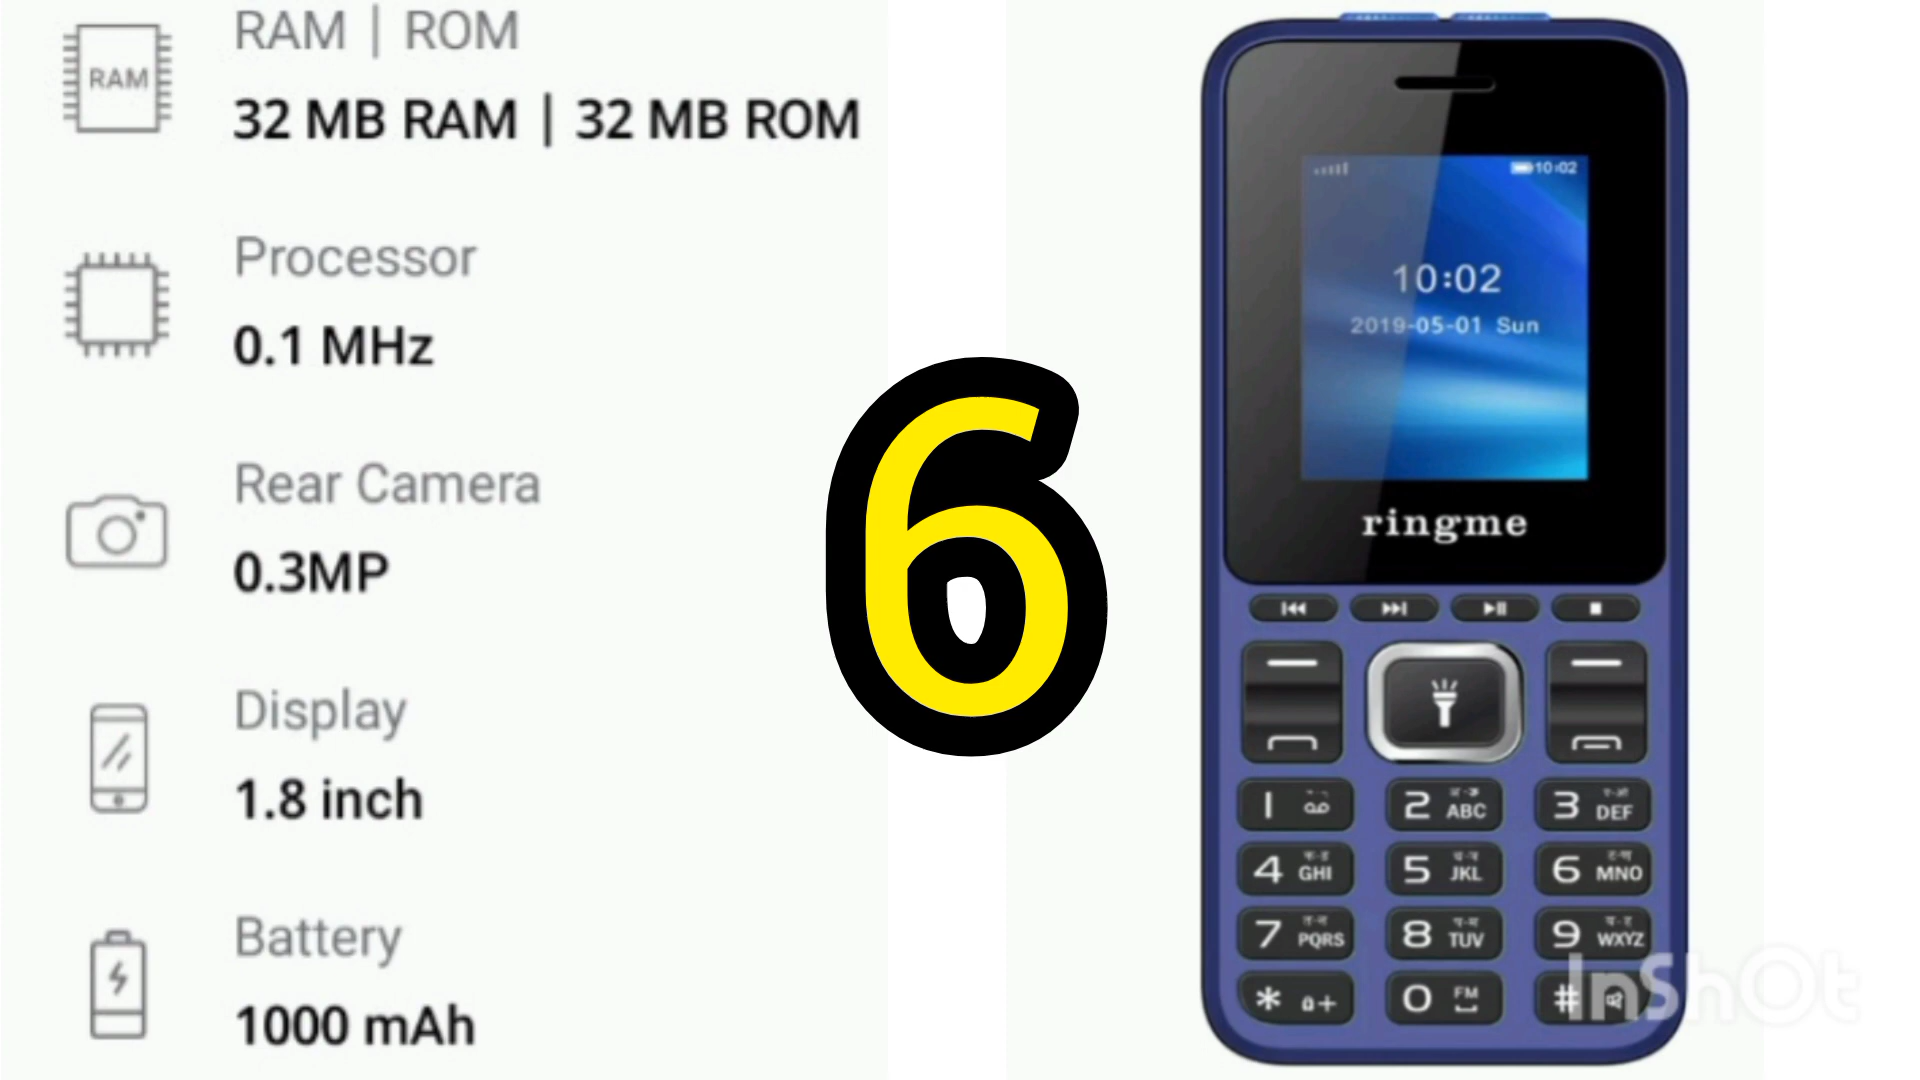 RAM | ROM
RAM
32 MB RAM | 32 MB ROM
Processor
0.1 MHz
Rear Camera
0.3MP
Display
1.8 inch
Battery
1000 mAh
6
10:02
10:02
2019-05-01 Sun
ringme
1
2 ABC
3 DEF
4 GHI
5 JKL
6 MNO
7 PQRS
8 TUV
9 WXYZ
* +
0 FM
#
InShOt